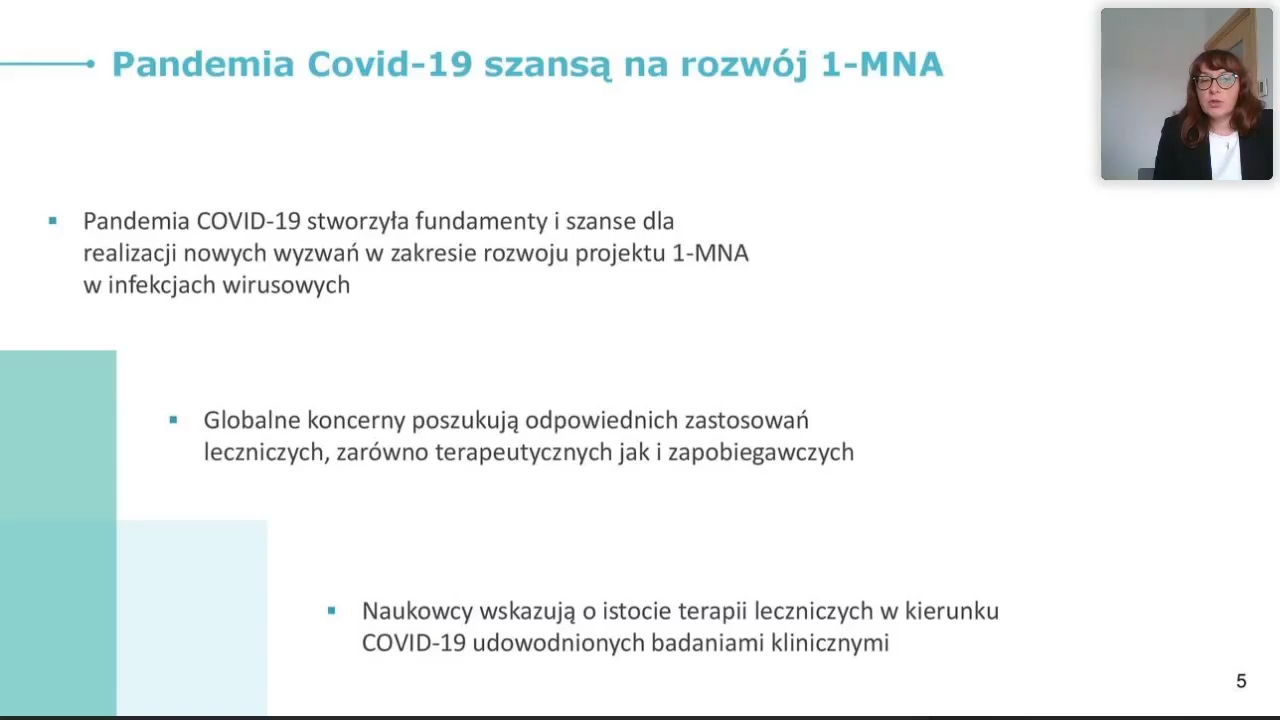 Pandemia Covid-19 szansą na rozwój 1-MNA
Pandemia COVID-19 stworzyła fundamenty i szanse dla
realizacji nowych wyzwań w zakresie rozwoju projektu 1-MNA
w infekcjach wirusowych
Globalne koncerny poszukują odpowiednich zastosowań
leczniczych, zarówno terapeutycznych jak i zapobiegawczych
Naukowcy wskazują o istocie terapii leczniczych w kierunku
COVID-19 udowodnionych badaniami klinicznymi
5